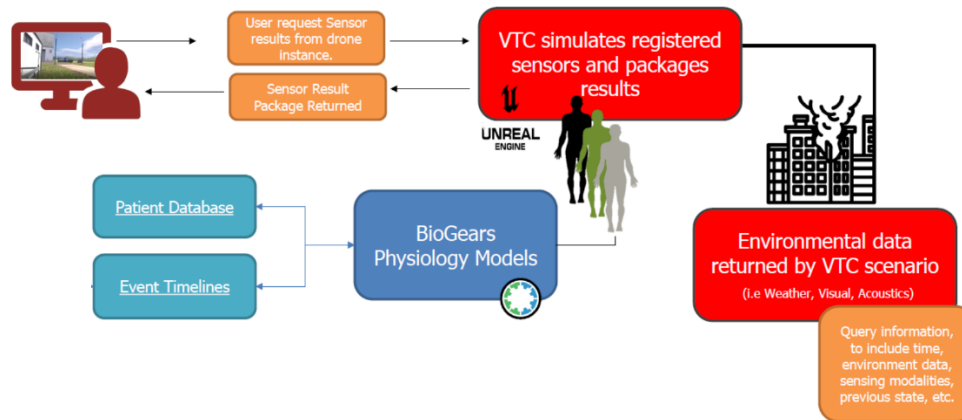 User request Sensor
results from drone
instance.
Sensor Result
Package Returned
VTC simulates registered
sensors and packages
results
UNREAL
ENGINE
Patient Database
Event Timelines
BioGears
Physiology Models
Environmental data
returned by VTC scenario
(i.e Weather, Visual, Acoustics)
Query information,
to include time,
environment data,
sensing modalities,
previous state, etc.